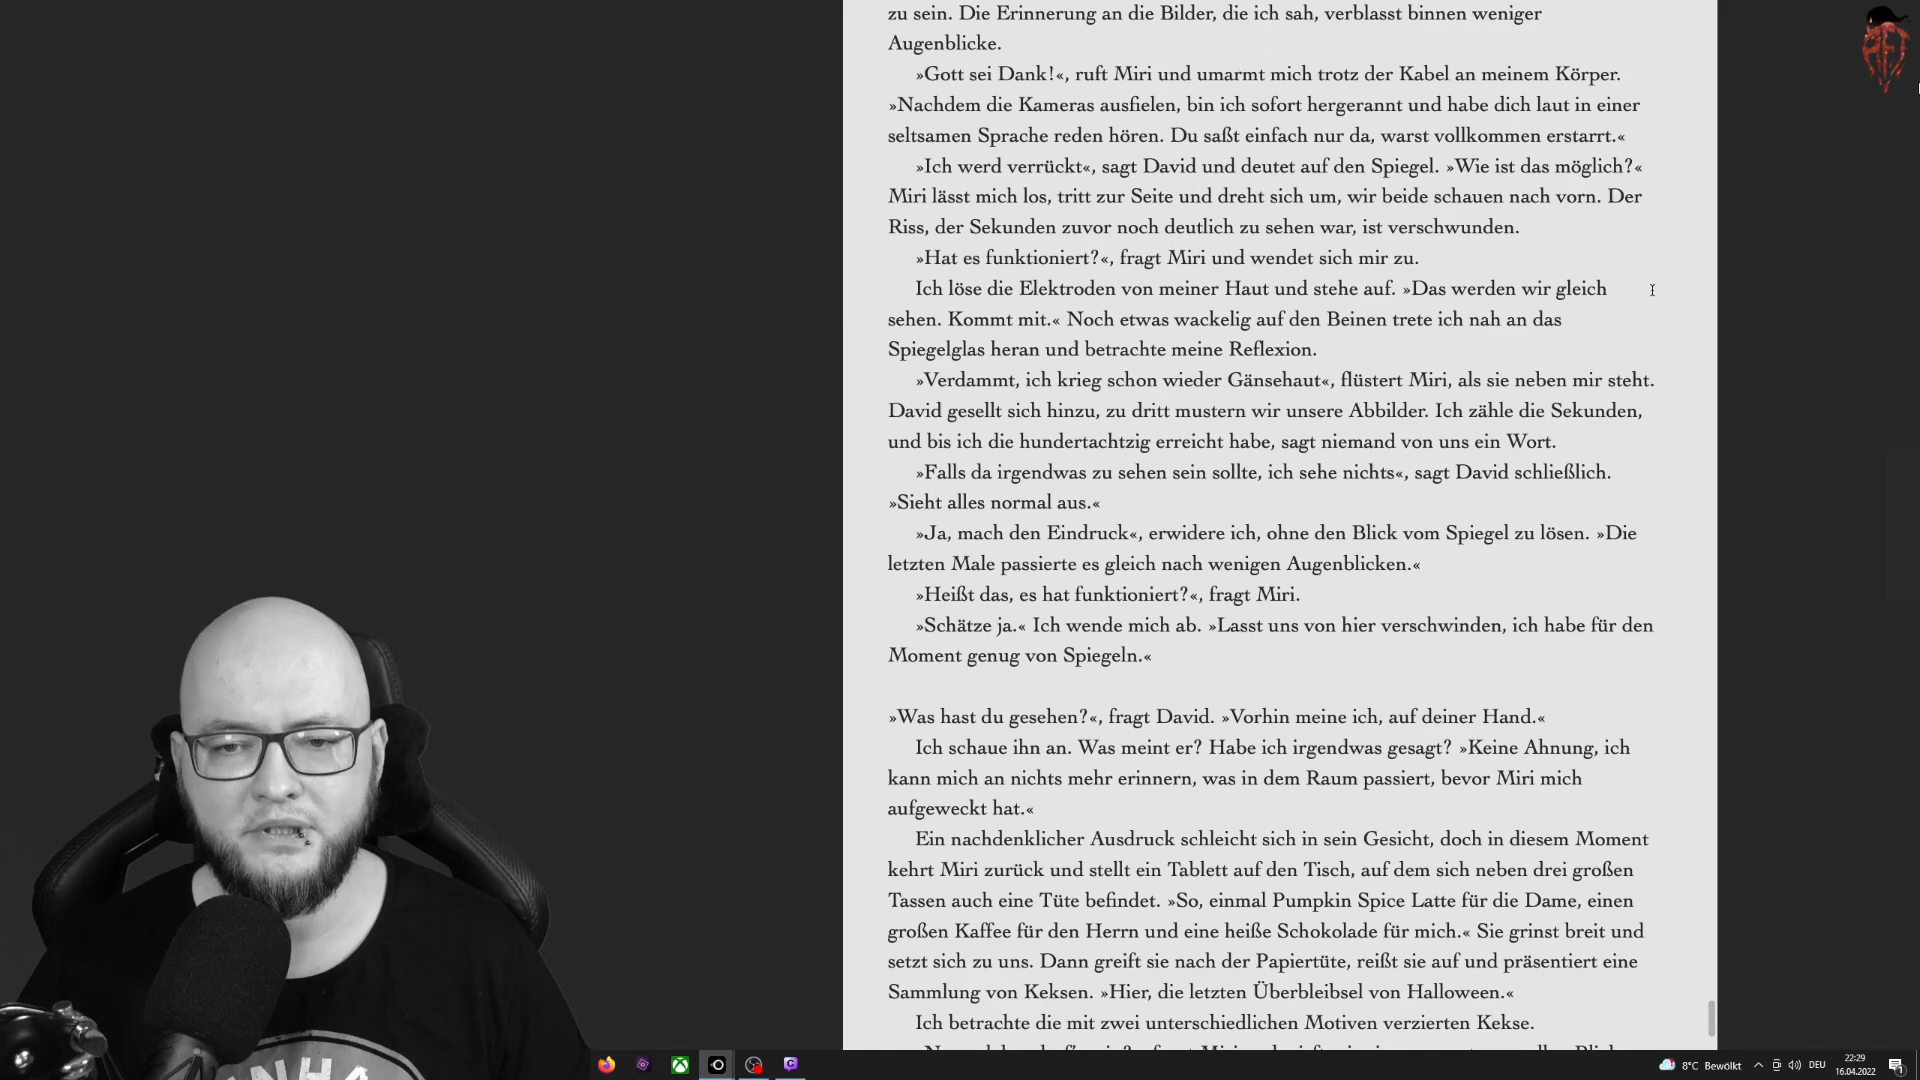 zu sein. Die Erinnerung an die Bilder, die ich sah, verblasst binnen weniger
Augenblicke.
»Gott sei Dank!«, ruft Miri und umarmt mich trotz der Kabel an meinem Körper.
»Nachdem die Kameras ausfielen, bin ich sofort hergerannt und habe dich laut in einer
seltsamen Sprache reden hören. Du saßt einfach nur da, warst vollkommen erstarrt.«
»Ich werd verrückt«, sagt David und deutet auf den Spiegel. »Wie ist das möglich?«
Miri lässt mich los, tritt zur Seite und dreht sich um, wir beide schauen nach vorn. Der
Riss, der Sekunden zuvor noch deutlich zu sehen war, ist verschwunden.
»Hat es funktioniert?«, fragt Miri und wendet sich mir zu.
Ich löse die Elektroden von meiner Haut und stehe auf. »Das werden wir gleich
sehen. Kommt mit.« Noch etwas wackelig auf den Beinen trete ich nah an das
Spiegelglas heran und betrachte meine Reflexion.
»Verdammt, ich krieg schon wieder Gänsehaut«, flüstert Miri, als sie neben mir steht.
David gesellt sich hinzu, zu dritt mustern wir unsere Abbilder. Ich zähle die Sekunden,
und bis ich die hundertachtzig erreicht habe, sagt niemand von uns ein Wort.
»Falls da irgendwas zu sehen sein sollte, ich sehe nichts«, sagt David schließlich.
»Sieht alles normal aus.«
»Ja, mach den Eindruck«, erwidere ich, ohne den Blick vom Spiegel zu lösen. »Die
letzten Male passierte es gleich nach wenigen Augenblicken.«
»Heißt das, es hat funktioniert?«, fragt Miri.
»Schätze ja.« Ich wende mich ab. »Lasst uns von hier verschwinden, ich habe für den
Moment genug von Spiegeln.«
»Was hast du gesehen?«, fragt David. »Vorhin meine ich, auf deiner Hand.«
Ich schaue ihn an. Was meint er? Habe ich irgendwas gesagt? »Keine Ahnung, ich
kann mich an nichts mehr erinnern, was in dem Raum passiert, bevor Miri mich
aufgeweckt hat.«
Ein nachdenklicher Ausdruck schleicht sich in sein Gesicht, doch in diesem Moment
kehrt Miri zurück und stellt ein Tablett auf den Tisch, auf dem sich neben drei großen
Tassen auch eine Tüte befindet. »So, einmal Pumpkin Spice Latte für die Dame, einen
großen Kaffee für den Herrn und eine heiße Schokolade für mich.« Sie grinst breit und
setzt sich zu uns. Dann greift sie nach der Papiertüte, reißt sie auf und präsentiert eine
Sammlung von Keksen. »Hier, die letzten Überbleibsel von Halloween.«
Ich betrachte die mit zwei unterschiedlichen Motiven verzierten Kekse.
8°C Bewölkt
DEU
22:29
16.04.2022